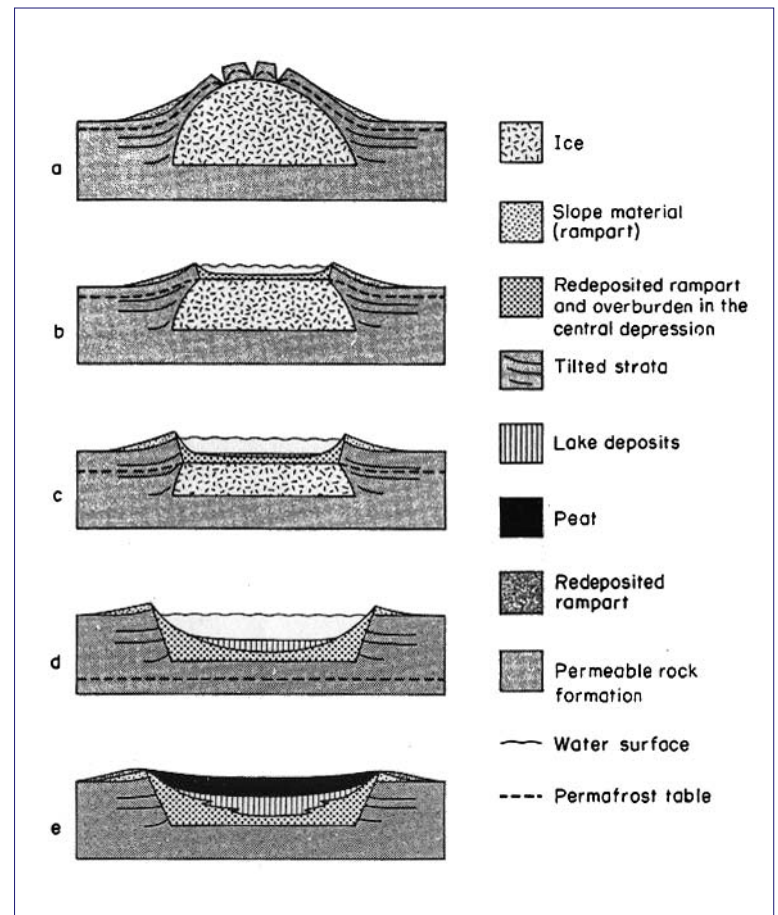 a
b
c
d
e
Ice
Slope material
(rampart)
Redeposited rampart
and overburden in the
central depression
Tilted strata
Lake deposits
Peat
Redeposited
rampart
Permeable rock
formation
Water surface
Permafrost table